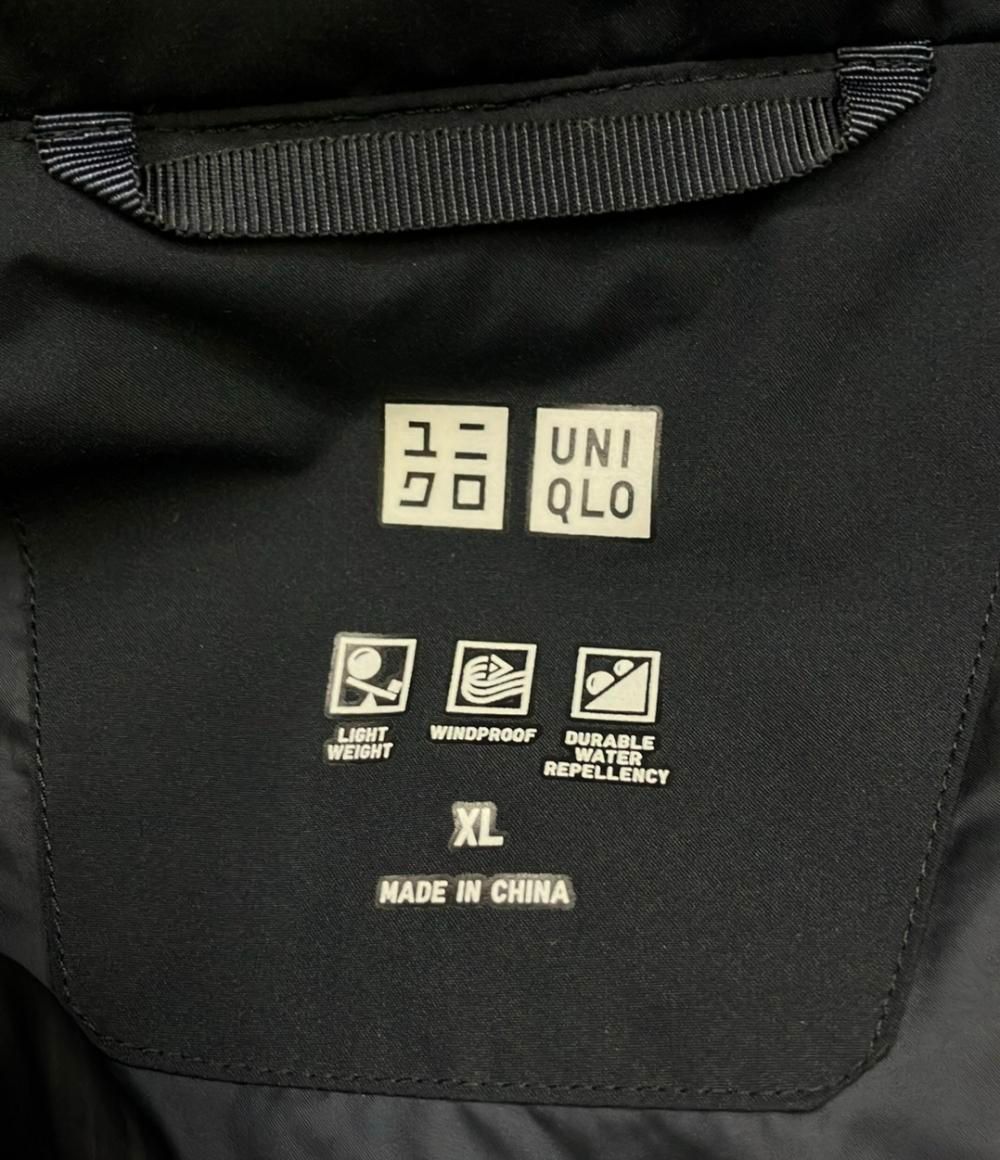 ユニ
クロ
UNI
QLO
LIGHT
WEIGHT
WINDPROOF
DURABLE
WATER
REPELLENCY
XL
MADE IN CHINA